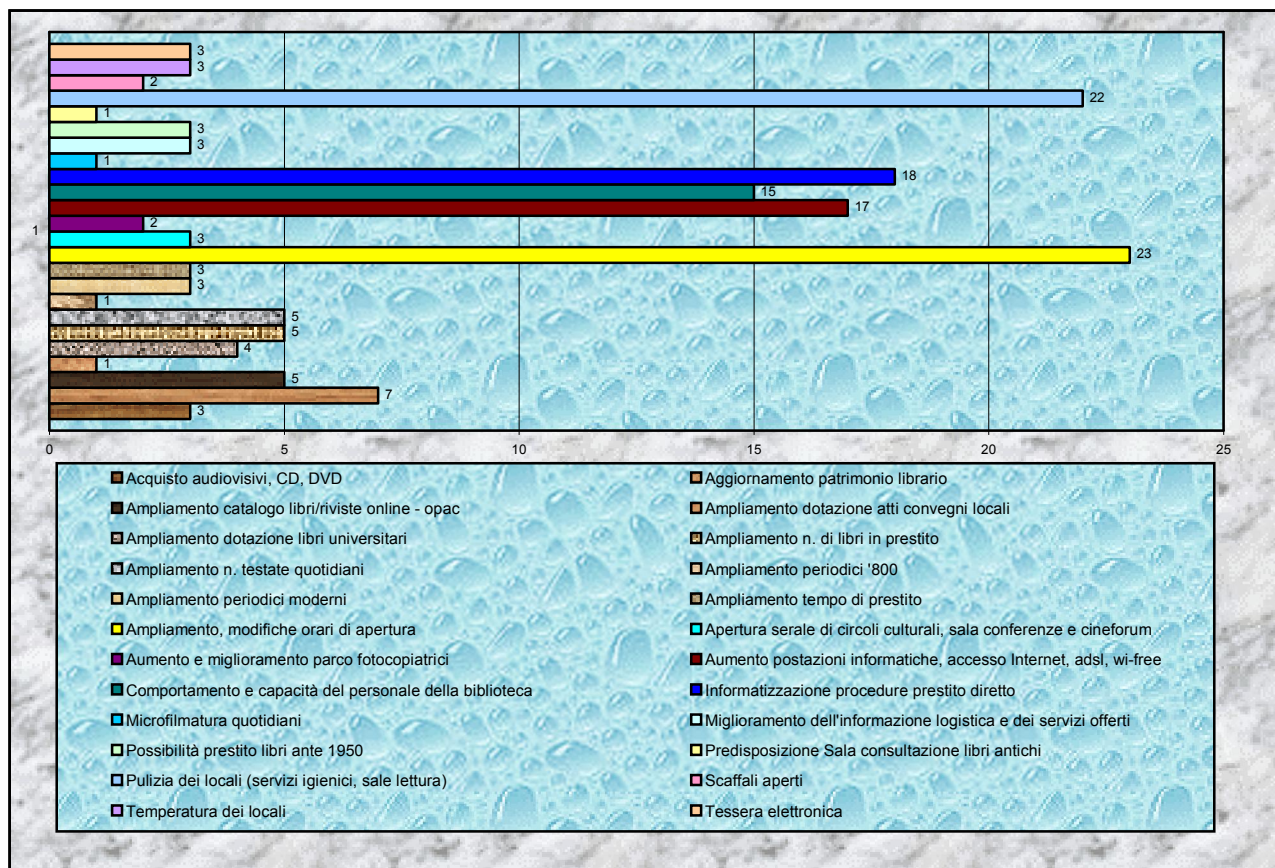 3
3
2
22
1
3
3
1
18
15
17
2
1
3
23
3
3
1
5
5
4
1
5
7
3
0 5 10 15 20 25
Acquisto audiovisivi, CD, DVD
Aggiornamento patrimonio librario
Ampliamento catalogo libri/riviste online - opac
Ampliamento dotazione atti convegni locali
Ampliamento dotazione libri universitari
Ampliamento n. di libri in prestito
Ampliamento n. testate quotidiani
Ampliamento periodici '800
Ampliamento periodici moderni
Ampliamento tempo di prestito
Ampliamento, modifiche orari di apertura
Apertura serale di circoli culturali, sala conferenze e cineforum
Aumento e miglioramento parco fotocopiatrici
Aumento postazioni informatiche, accesso Internet, adsl, wi-free
Comportamento e capacità del personale della biblioteca
Informatizzazione procedure prestito diretto
Microfilmatura quotidiani
Miglioramento dell'informazione logistica e dei servizi offerti
Possibilità prestito libri ante 1950
Predisposizione Sala consultazione libri antichi
Pulizia dei locali (servizi igienici, sale lettura)
Scaffali aperti
Temperatura dei locali
Tessera elettronica